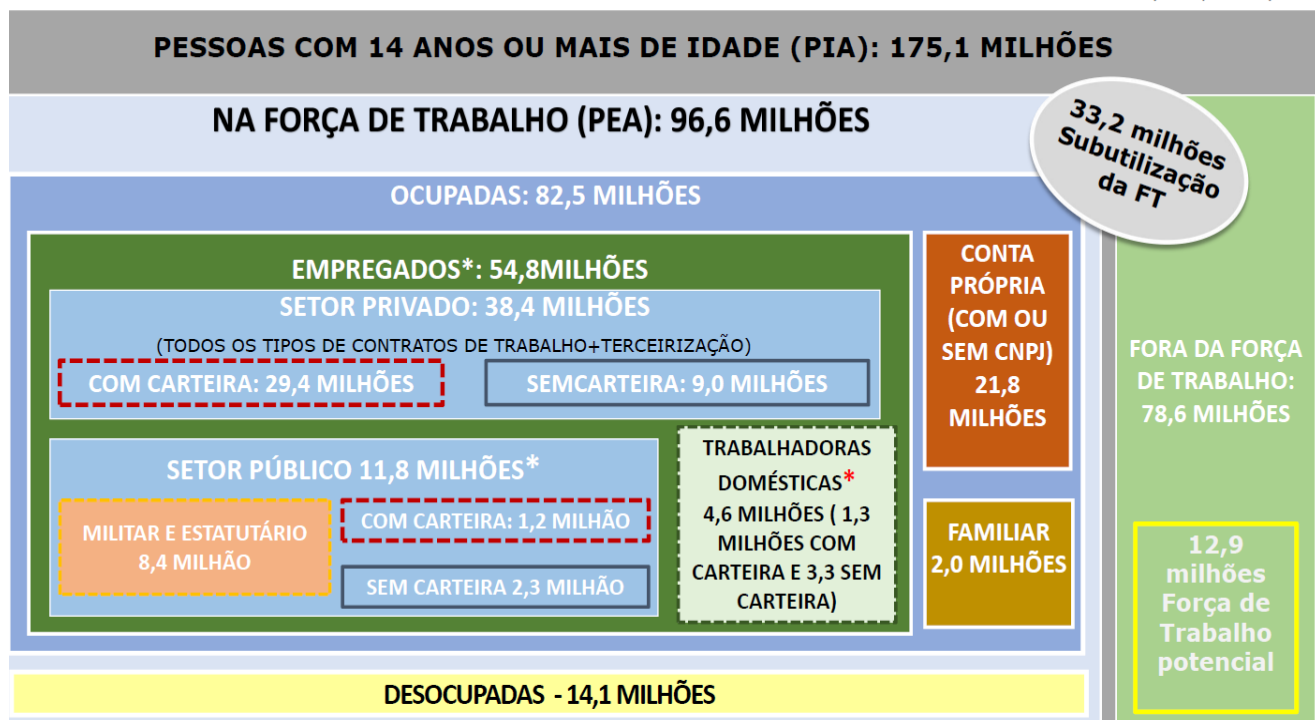 PESSOAS COM 14 ANOS OU MAIS DE IDADE (PIA): 175,1 MILHÕES
NA FORÇA DE TRABALHO (PEA): 96,6 MILHÕES
33,2 milhões
Subutilização
da FT
OCUPADAS: 82,5 MILHÕES
EMPREGADOS*: 54,8MILHÕES
SETOR PRIVADO: 38,4 MILHÕES
(TODOS OS TIPOS DE CONTRATOS DE TRABALHO+TERCEIRIZAÇÃO)
COM CARTEIRA: 29,4 MILHÕES
SEMCARTEIRA: 9,0 MILHÕES
SETOR PÚBLICO 11,8 MILHÕES*
MILITAR E ESTATUTÁRIO
8,4 MILHÃO
COM CARTEIRA: 1,2 MILHÃO
SEM CARTEIRA 2,3 MILHÃO
TRABALHADORAS
DOMÉSTICAS*
4,6 MILHÕES ( 1,3
MILHÕES COM
CARTEIRA E 3,3 SEM
CARTEIRA)
CONTA
PRÓPRIA
(COM OU
SEM CNPJ)
21,8
MILHÕES
FAMILIAR
2,0 MILHÕES
FORA DA FORÇA
DE TRABALHO:
78,6 MILHÕES
12,9
milhões
Força de
Trabalho
potencial
DESOCUPADAS - 14,1 MILHÕES